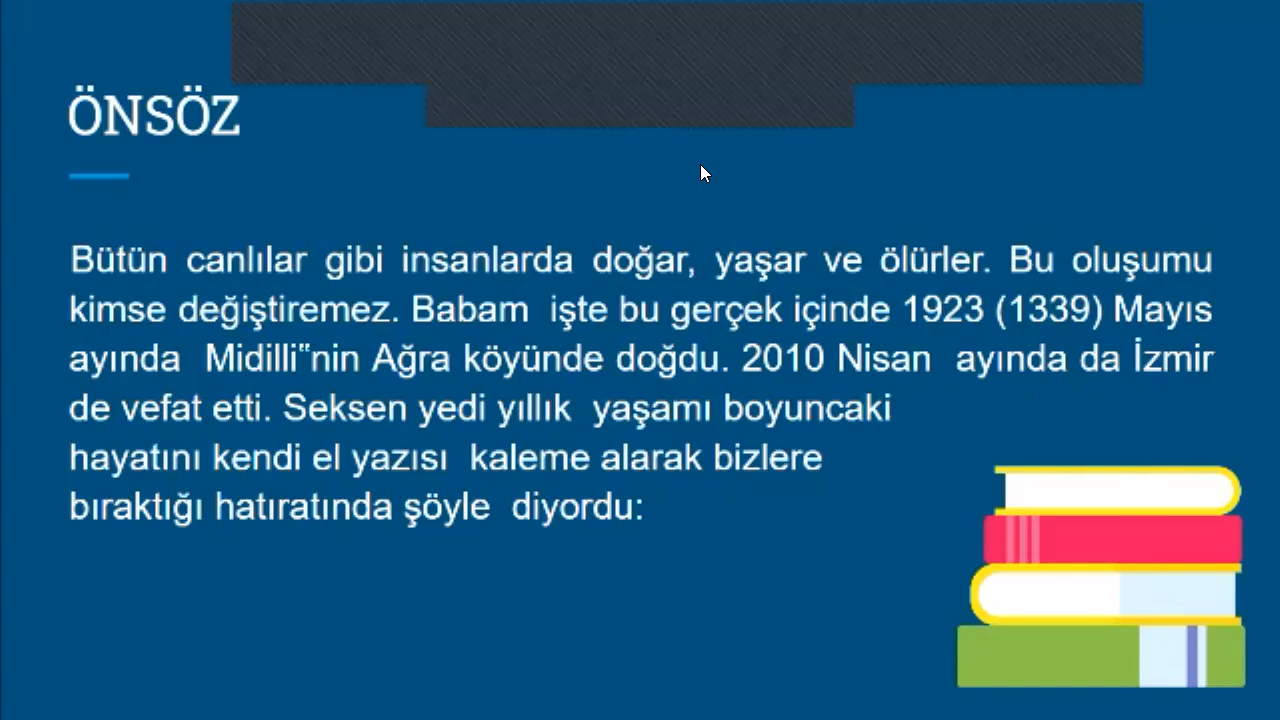 ÖNSÖZ
Bütün canlılar gibi insanlarda doğar, yaşar ve ölürler. Bu oluşumu
kimse değiştiremez. Babam işte bu gerçek içinde 1923 (1339) Mayıs
ayında Midilli‟nin Ağra köyünde doğdu. 2010 Nisan ayında da İzmir
de vefat etti. Seksen yedi yıllık yaşamı boyuncaki
hayatını kendi el yazısı kaleme alarak bizlere
bıraktığı hatıratında şöyle diyordu: